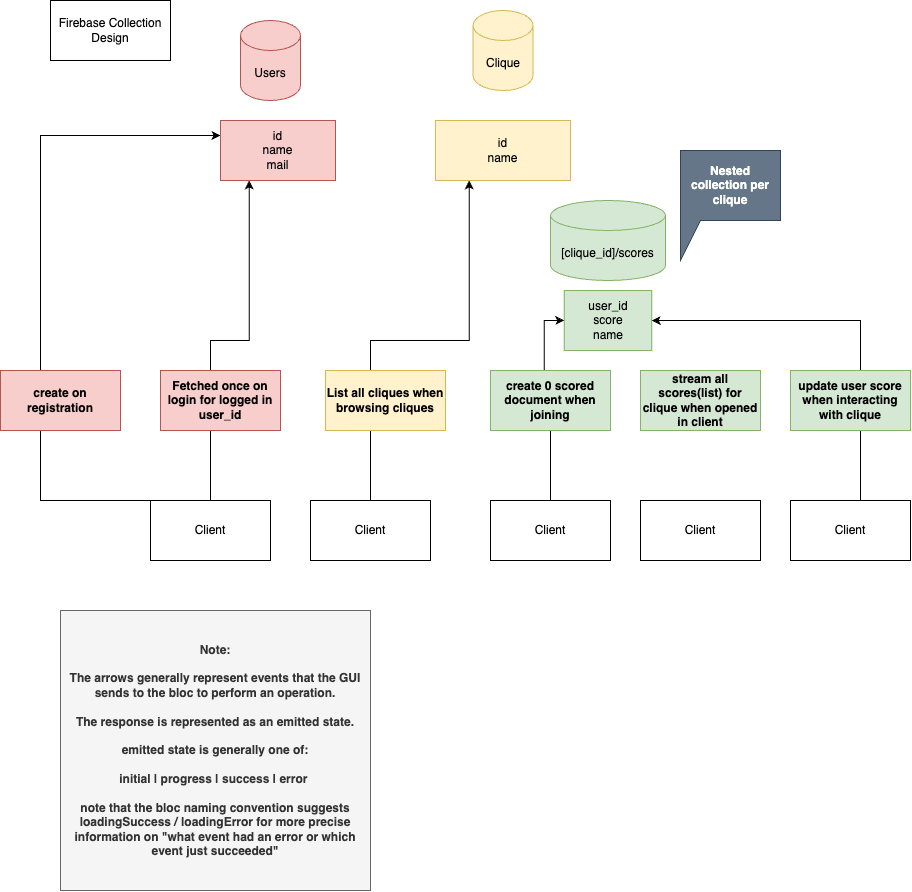 Firebase Collection
Design
Users
Clique
id
name
mail
id
name
Nested
collection per
clique
[clique_id]/scores
user_id
score
name
create on
registration
Fetched once on
login for logged in
user_id
List all cliques when
browsing cliques
create 0 scored
document when
joining
stream all
scores(list) for
clique when opened
in client
update user score
when interacting
with clique
Client
Client
Client
Client
Client
Note:
The arrows generally represent events that the GUI
sends to the bloc to perform an operation.
The response is represented as an emitted state.
emitted state is generally one of:
initial | progress | success | error
note that the bloc naming convention suggests
loadingSuccess / loadingError for more precise
information on "what event had an error or which
event just succeeded"